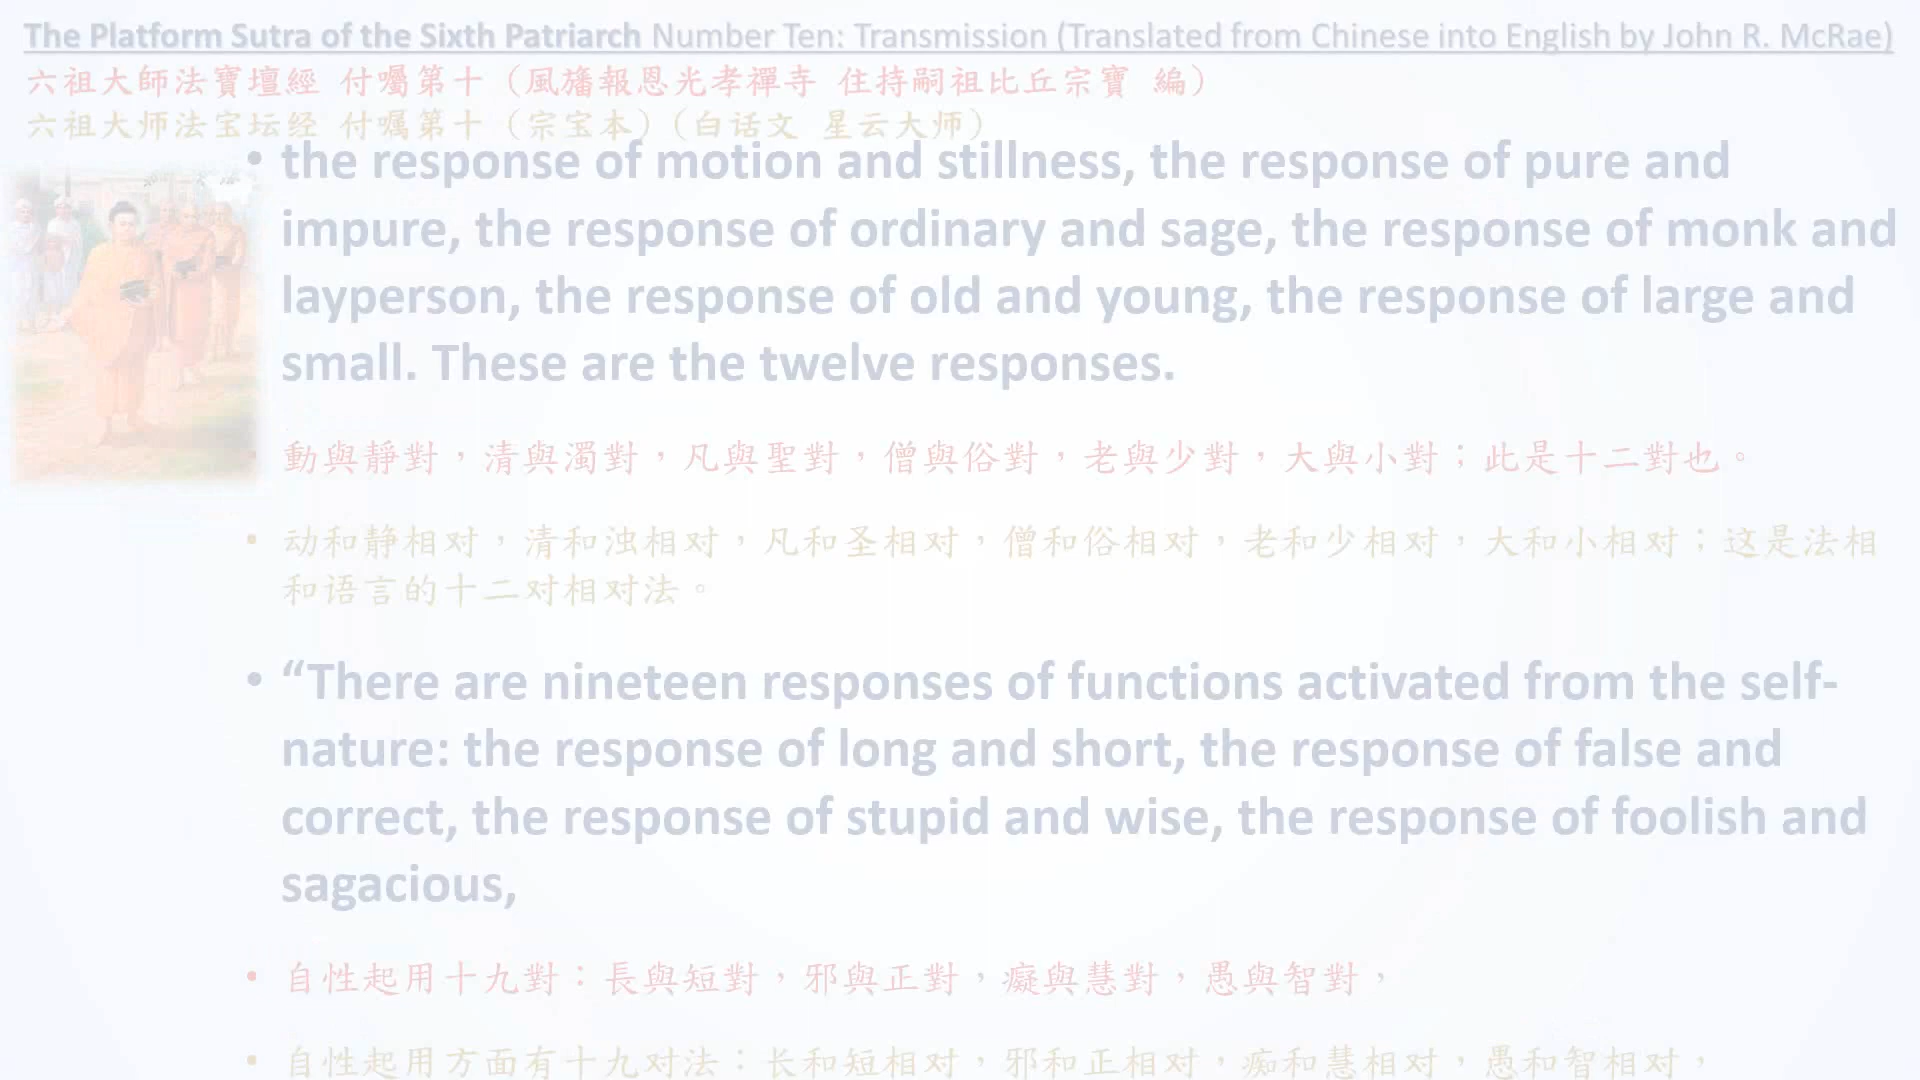 The Platform Sutra of the Sixth Patriarch Number Ten: Transmission (Translated from Chinese into English by John R. McRae)
六祖大師法寶壇經 付囑第十（風旛報恩光孝禪寺 住持嗣祖比丘宗寶 編）
六祖大师法宝坛经 付嘱第十（宗宝本）（白话文 星云大师）
• the response of motion and stillness, the response of pure and
impure, the response of ordinary and sage, the response of monk and
layperson, the response of old and young, the response of large and
small. These are the twelve responses.
• 動與靜對，清與濁對，凡與聖對，僧與俗對，老與少對，大與小對；此是十二對也。
• 动和静相对，清和浊相对，凡和圣相对，僧和俗相对，老和少相对，大和小相对；这是法相
和语言的十二对相对法。
• “There are nineteen responses of functions activated from the self-
nature: the response of long and short, the response of false and
correct, the response of stupid and wise, the response of foolish and
sagacious,
• 自性起用十九對：長與短對，邪與正對，癡與慧對，愚與智對，
• 自性起用方面有十九对法：长和短相对，邪和正相对，痴和慧相对，愚和智相对，